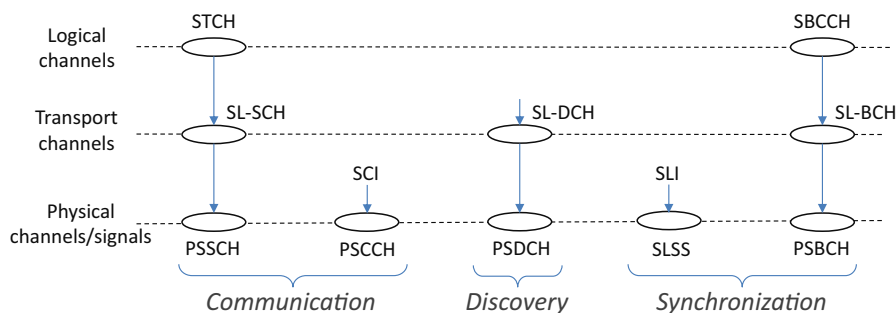 STCH SBCCH
Logical
channels
SL-SCH SL-DCH SL-BCH
Transport
channels
SCI SLI
Physical
channels/signals
PSSCH PSCCH PSDCH SLSS PSBCH
Communication Discovery Synchronization